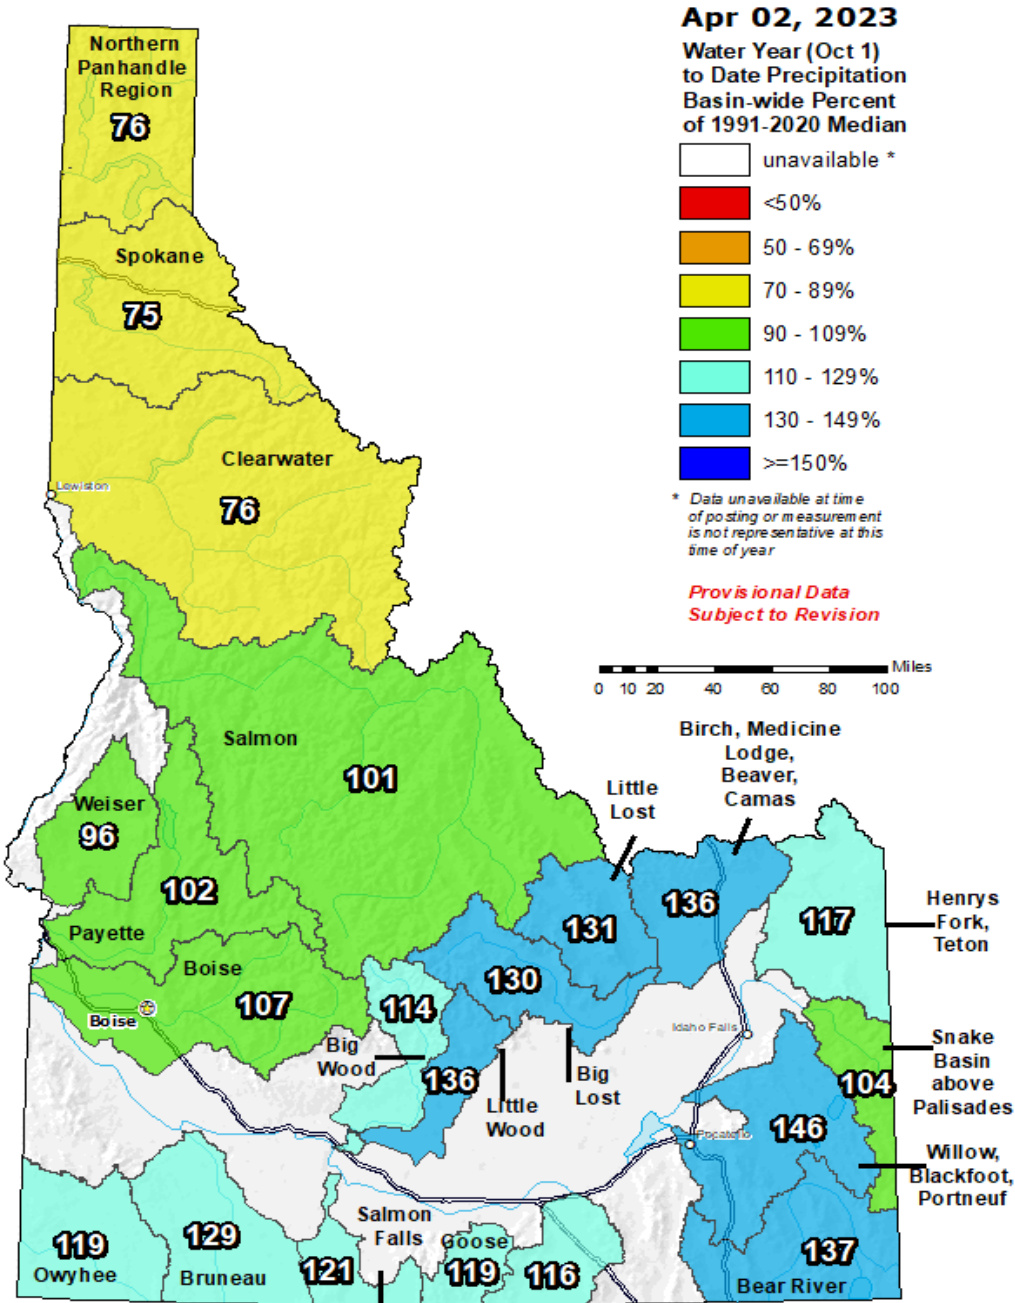 Apr 02, 2023
Water Year (Oct 1)
to Date Precipitation
Basin-wide Percent
of 1991-2020 Median
unavailable *
<50%
50 - 69%
70 - 89%
90 - 109%
110 - 129%
130 - 149%
>=150%
* Data unavailable at time
of posting or measurement
is not representative at this
time of year
Provisional Data
Subject to Revision
Miles
0 10 20 40 60 80 100
Northern
Panhandle
Region
76
Spokane
75
Clearwater
76
Lewiston
Salmon
101
Weiser
96
102
Payette
Boise
107
Boise
Big
Wood
114
136
Little
Wood
130
Big
Lost
Little
Lost
131
Birch, Medicine
Lodge,
Beaver,
Camas
136
117
Henrys
Fork,
Teton
Idaho Falls
Snake
Basin
above
Palisades
104
146
Pocatello
Willow,
Blackfoot,
Portneuf
137
Bear River
119
Owyhee
129
Bruneau
121
Salmon
Falls
Goose
119
116